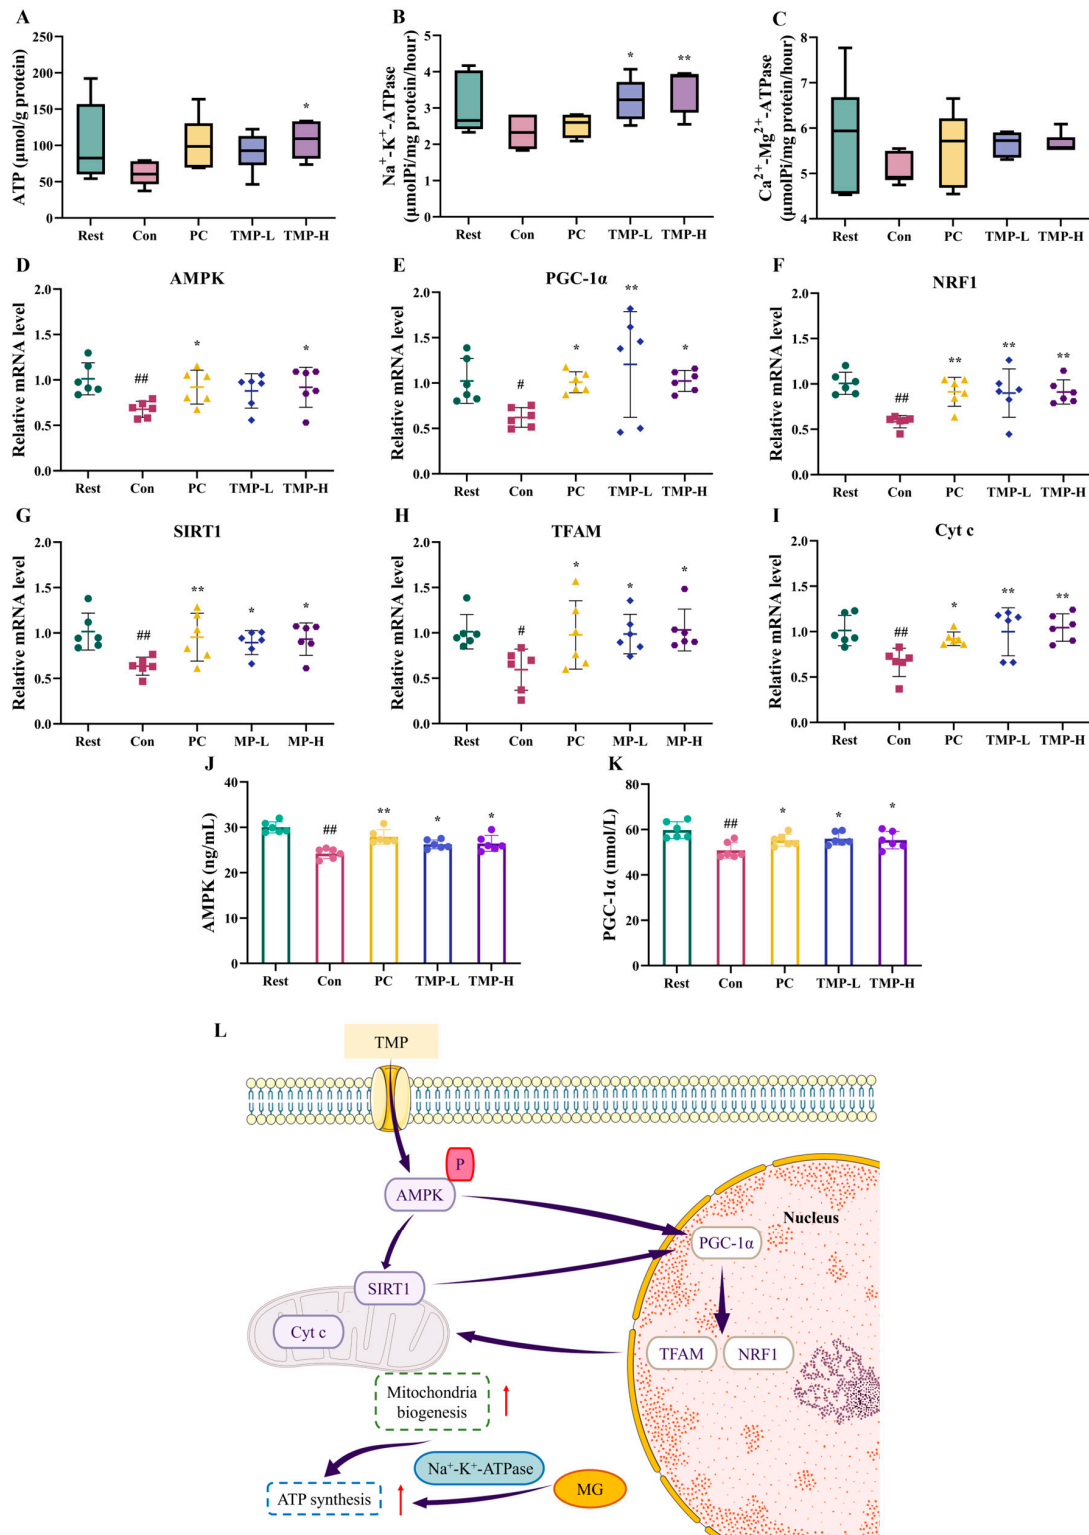 A
ATP (μmol/g protein)
250
200
150
100
50
0
Rest Con PC TMP-L TMP-H
*
B
Na⁺-K⁺-ATPase
(μmolPi/mg protein/hour)
5
4
3
2
1
0
Rest Con PC TMP-L TMP-H
* **
C
Ca²⁺-Mg²⁺-ATPase
(μmolPi/mg protein/hour)
8
7
6
5
4
Rest Con PC TMP-L TMP-H
D
AMPK
Relative mRNA level
2.0
1.5
1.0
0.5
0.0
## * *
Rest Con PC TMP-L TMP-H
E
PGC-1α
Relative mRNA level
2.0
1.5
1.0
0.5
0.0
# * ** *
Rest Con PC TMP-L TMP-H
F
NRF1
Relative mRNA level
2.0
1.5
1.0
0.5
0.0
## ** ** **
Rest Con PC TMP-L TMP-H
G
SIRT1
Relative mRNA level
2.0
1.5
1.0
0.5
0.0
## ** * *
Rest Con PC MP-L MP-H
H
TFAM
Relative mRNA level
2.0
1.5
1.0
0.5
0.0
# * * *
Rest Con PC MP-L MP-H
I
Cyt c
Relative mRNA level
2.0
1.5
1.0
0.5
0.0
## * ** **
Rest Con PC TMP-L TMP-H
J
AMPK (ng/mL)
40
30
20
10
0
## ** * *
Rest Con PC TMP-L TMP-H
K
PGC-1α (nmol/L)
80
60
40
20
0
## * * *
Rest Con PC TMP-L TMP-H
L
TMP
P
AMPK
Nucleus
PGC-1α
SIRT1
Cyt c
TFAM NRF1
Mitochondria
biogenesis
Na⁺-K⁺-ATPase
ATP synthesis
MG